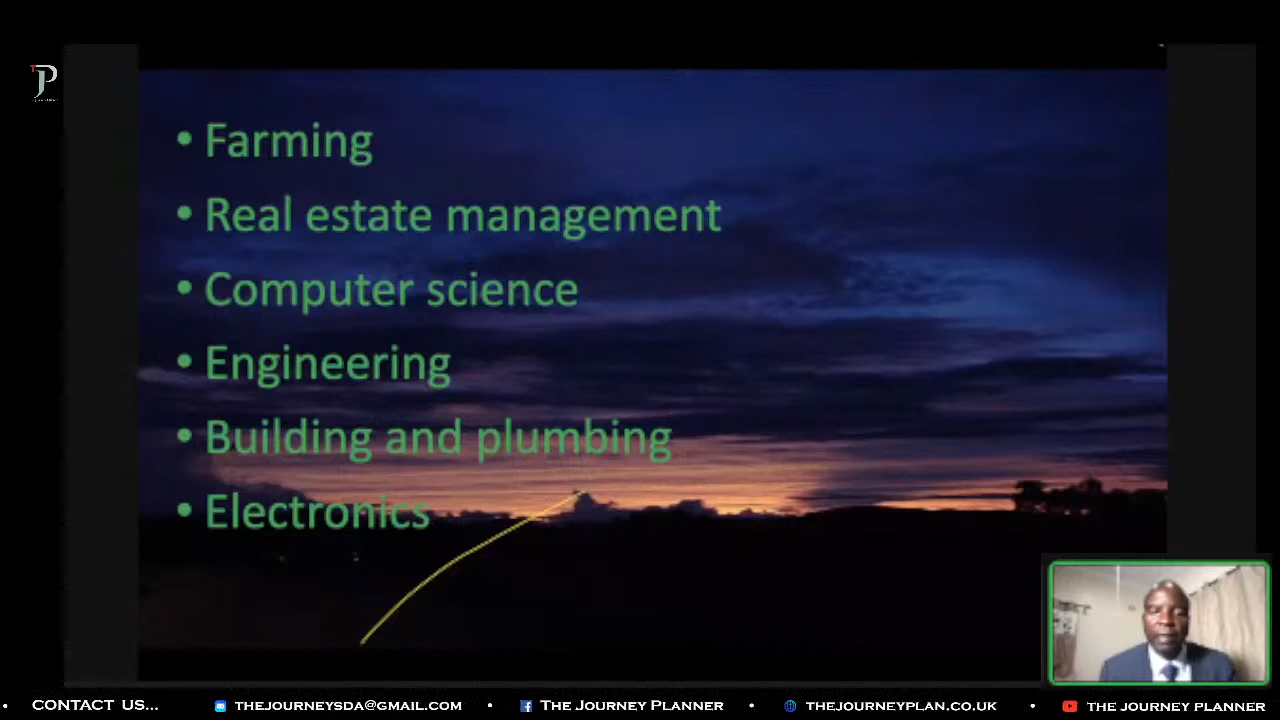 • Farming
• Real estate management
• Computer science
• Engineering
• Building and plumbing
• Electronics
CONTACT US... THEJOURNEYSDA@GMAIL.COM • THE JOURNEY PLANNER • THEJOURNEYPLAN.CO.UK • THE JOURNEY PLANNER